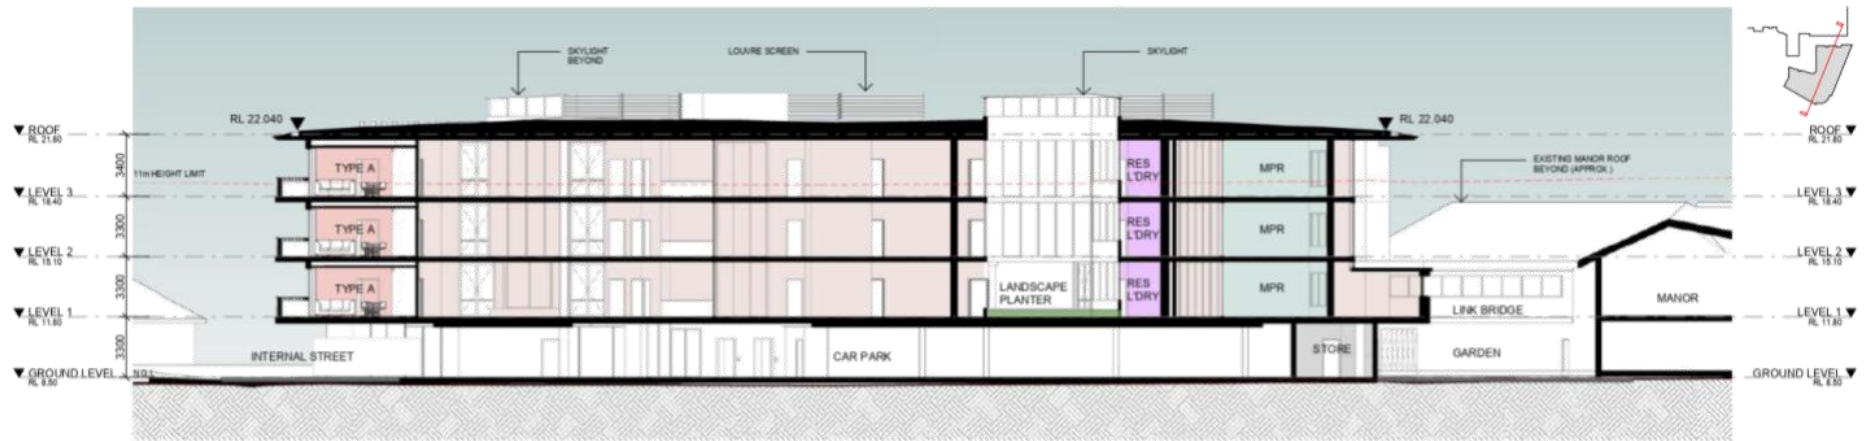 SKYLIGHT
BEYOND
LOUVRE SCREEN
SKYLIGHT
RL 22.040
RL 22.040
ROOF
RL 21.80
ROOF
RL 21.80
3400
TYPE A
RES
L'DRY
MPR
EXISTING MANOR ROOF
BEYOND (APPROX.)
11m HEIGHT LIMIT
LEVEL 3
RL 18.40
LEVEL 3
RL 18.40
3300
TYPE A
RES
L'DRY
MPR
LEVEL 2
RL 15.10
LEVEL 2
RL 15.10
3300
TYPE A
LANDSCAPE
PLANTER
RES
L'DRY
MPR
MANOR
LINK BRIDGE
LEVEL 1
RL 11.80
LEVEL 1
RL 11.80
3300
INTERNAL STREET
CAR PARK
STORE
GARDEN
GROUND LEVEL
RL 8.50
GROUND LEVEL
RL 8.50